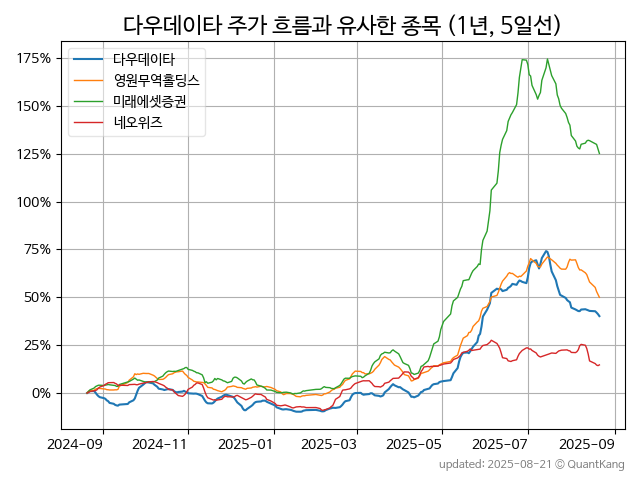 다우데이타 주가 흐름과 유사한 종목 (1년, 5일선)
다우데이타
영원무역홀딩스
미래에셋증권
네오위즈
175%
150%
125%
100%
75%
50%
25%
0%
2024-09 2024-11 2025-01 2025-03 2025-05 2025-07 2025-09
updated: 2025-08-21 © QuantKang